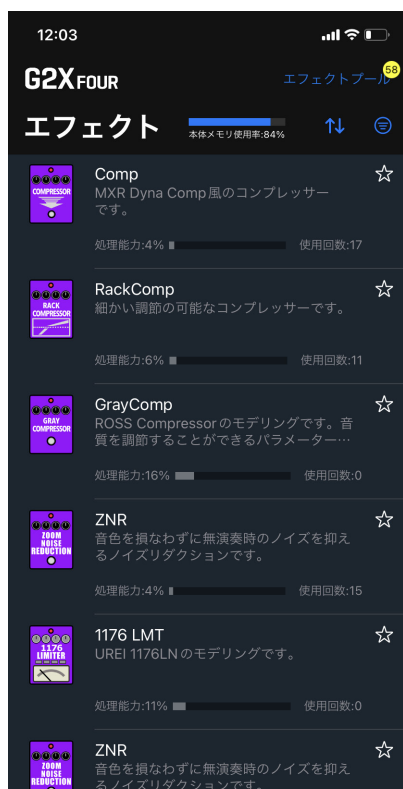 12:03
G2X FOUR
エフェクトプール
58
エフェクト
本体メモリ使用率:84%
COMPRESSOR
Comp
MXR Dyna Comp風のコンプレッサー
です。
処理能力:4%
使用回数:17
RACK
COMPRESSOR
RackComp
細かい調節の可能なコンプレッサーです。
処理能力:6%
使用回数:11
GRAY
COMPRESSOR
GrayComp
ROSS Compressorのモデリングです。音
質を調節することができるパラメーター…
処理能力:16%
使用回数:0
ZOOM
NOISE
REDUCTION
ZNR
音色を損なわずに無演奏時のノイズを抑え
るノイズリダクションです。
処理能力:4%
使用回数:15
1176
LIMITER
1176 LMT
UREI 1176LNのモデリングです。
処理能力:11%
使用回数:0
ZOOM
NOISE
REDUCTION
ZNR
音色を損なわずに無演奏時のノイズを抑え
るノイズリダクションです。